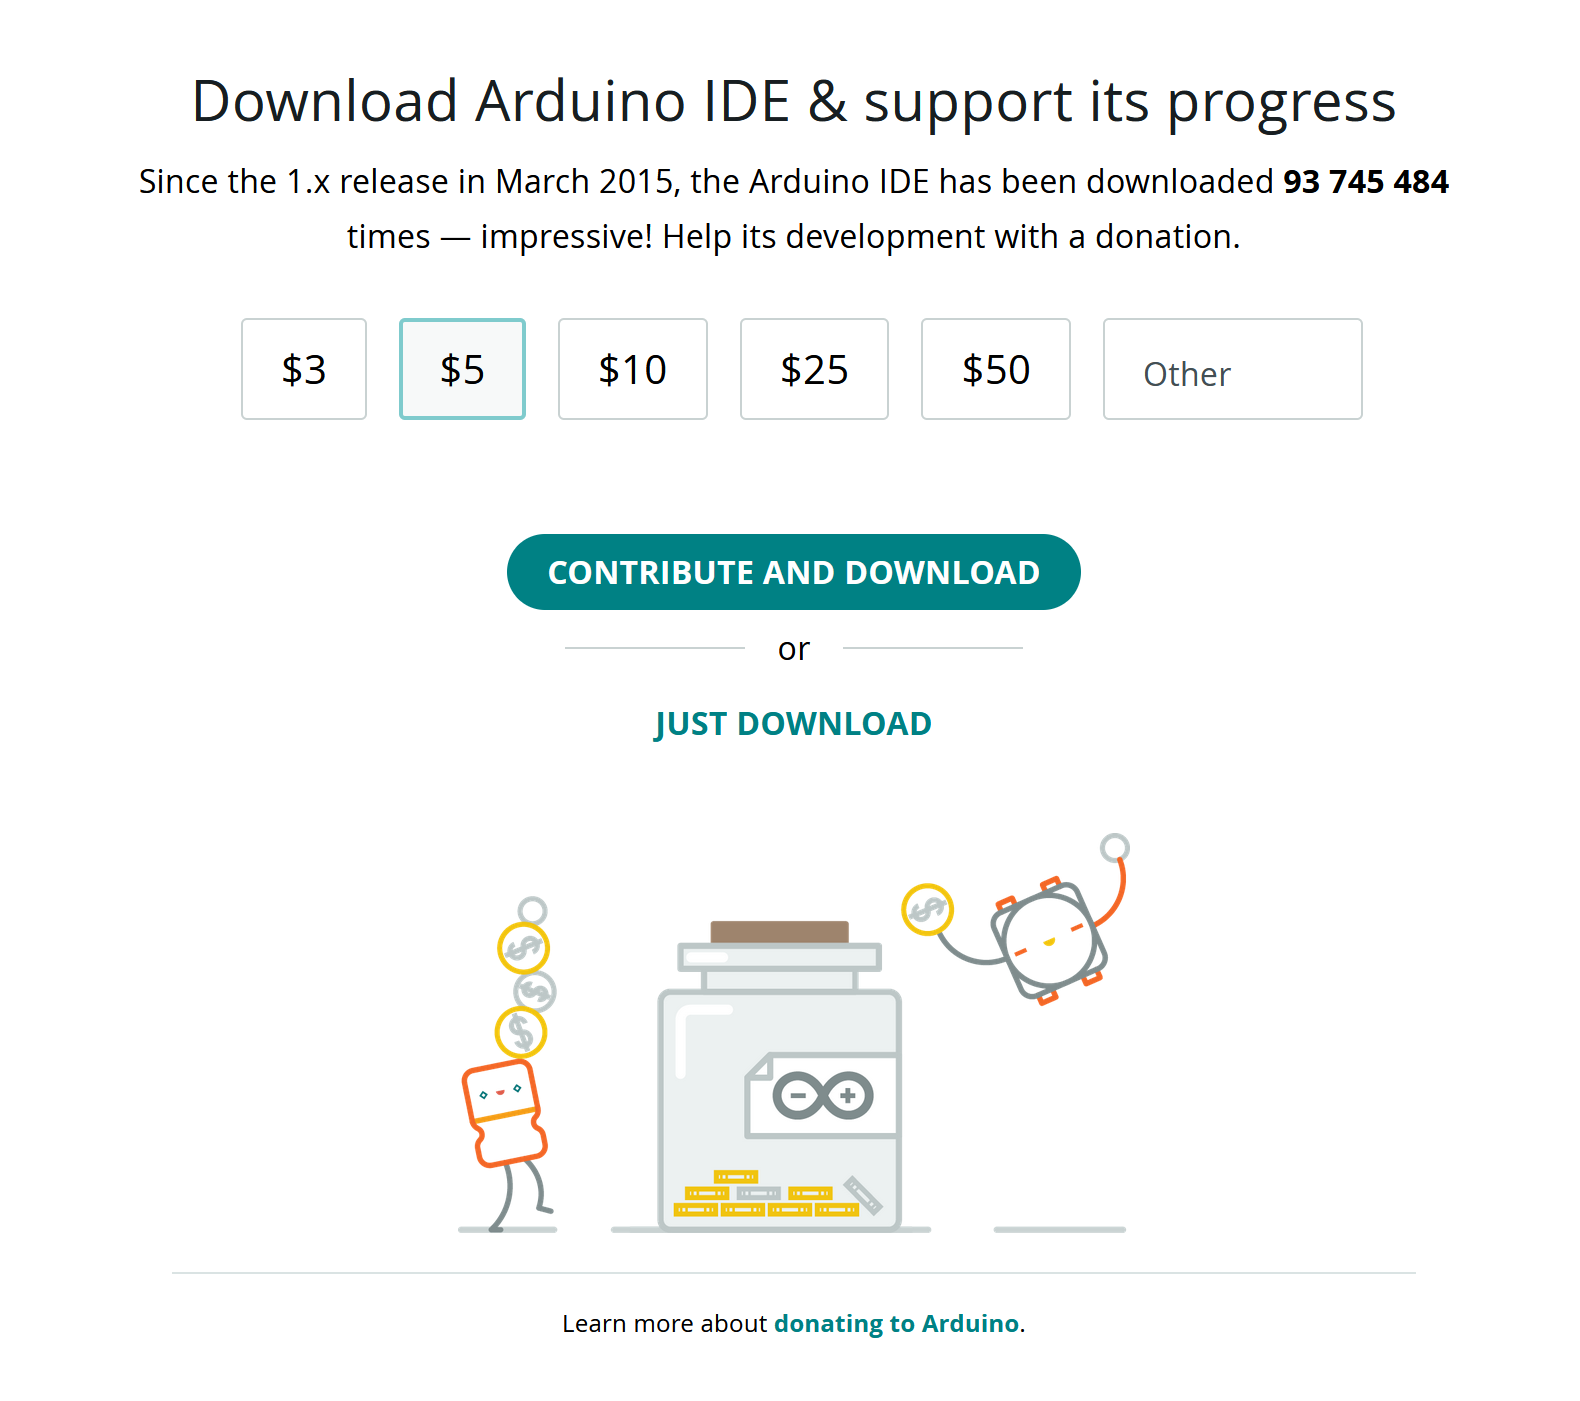 Download Arduino IDE & support its progress
Since the 1.x release in March 2015, the Arduino IDE has been downloaded 93 745 484
times — impressive! Help its development with a donation.
$3 $5 $10 $25 $50 Other
CONTRIBUTE AND DOWNLOAD
or
JUST DOWNLOAD
$
$
$
$
Learn more about donating to Arduino.